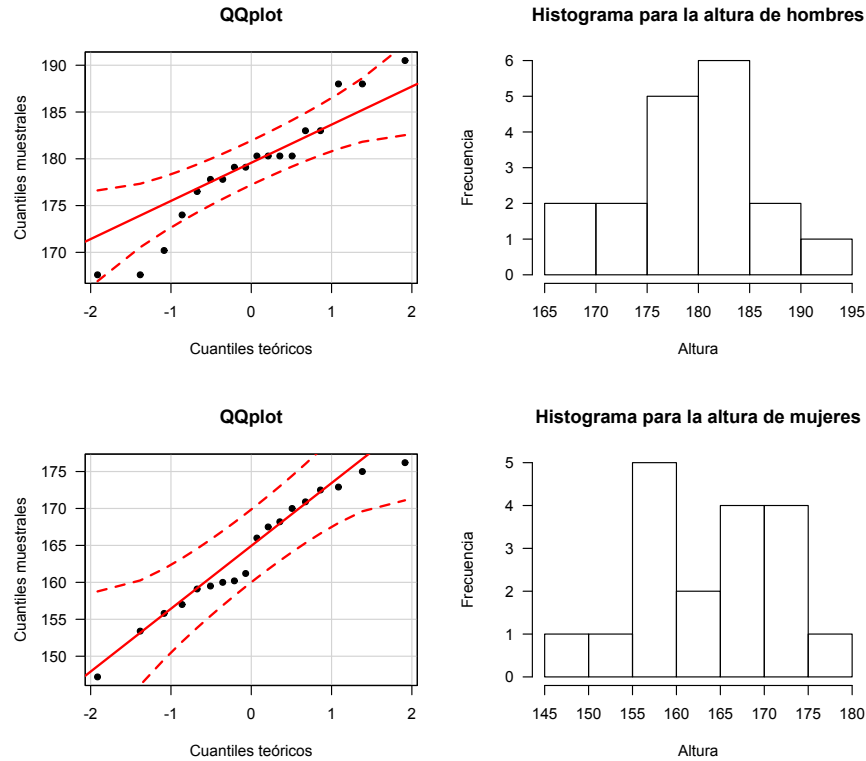 QQplot
Cuantiles muestrales
190
185
180
175
170
-2 -1 0 1 2
Cuantiles teóricos
Histograma para la altura de hombres
Frecuencia
6
5
4
3
2
1
0
165 170 175 180 185 190 195
Altura
QQplot
Cuantiles muestrales
175
170
165
160
155
150
-2 -1 0 1 2
Cuantiles teóricos
Histograma para la altura de mujeres
Frecuencia
5
4
3
2
1
0
145 150 155 160 165 170 175 180
Altura